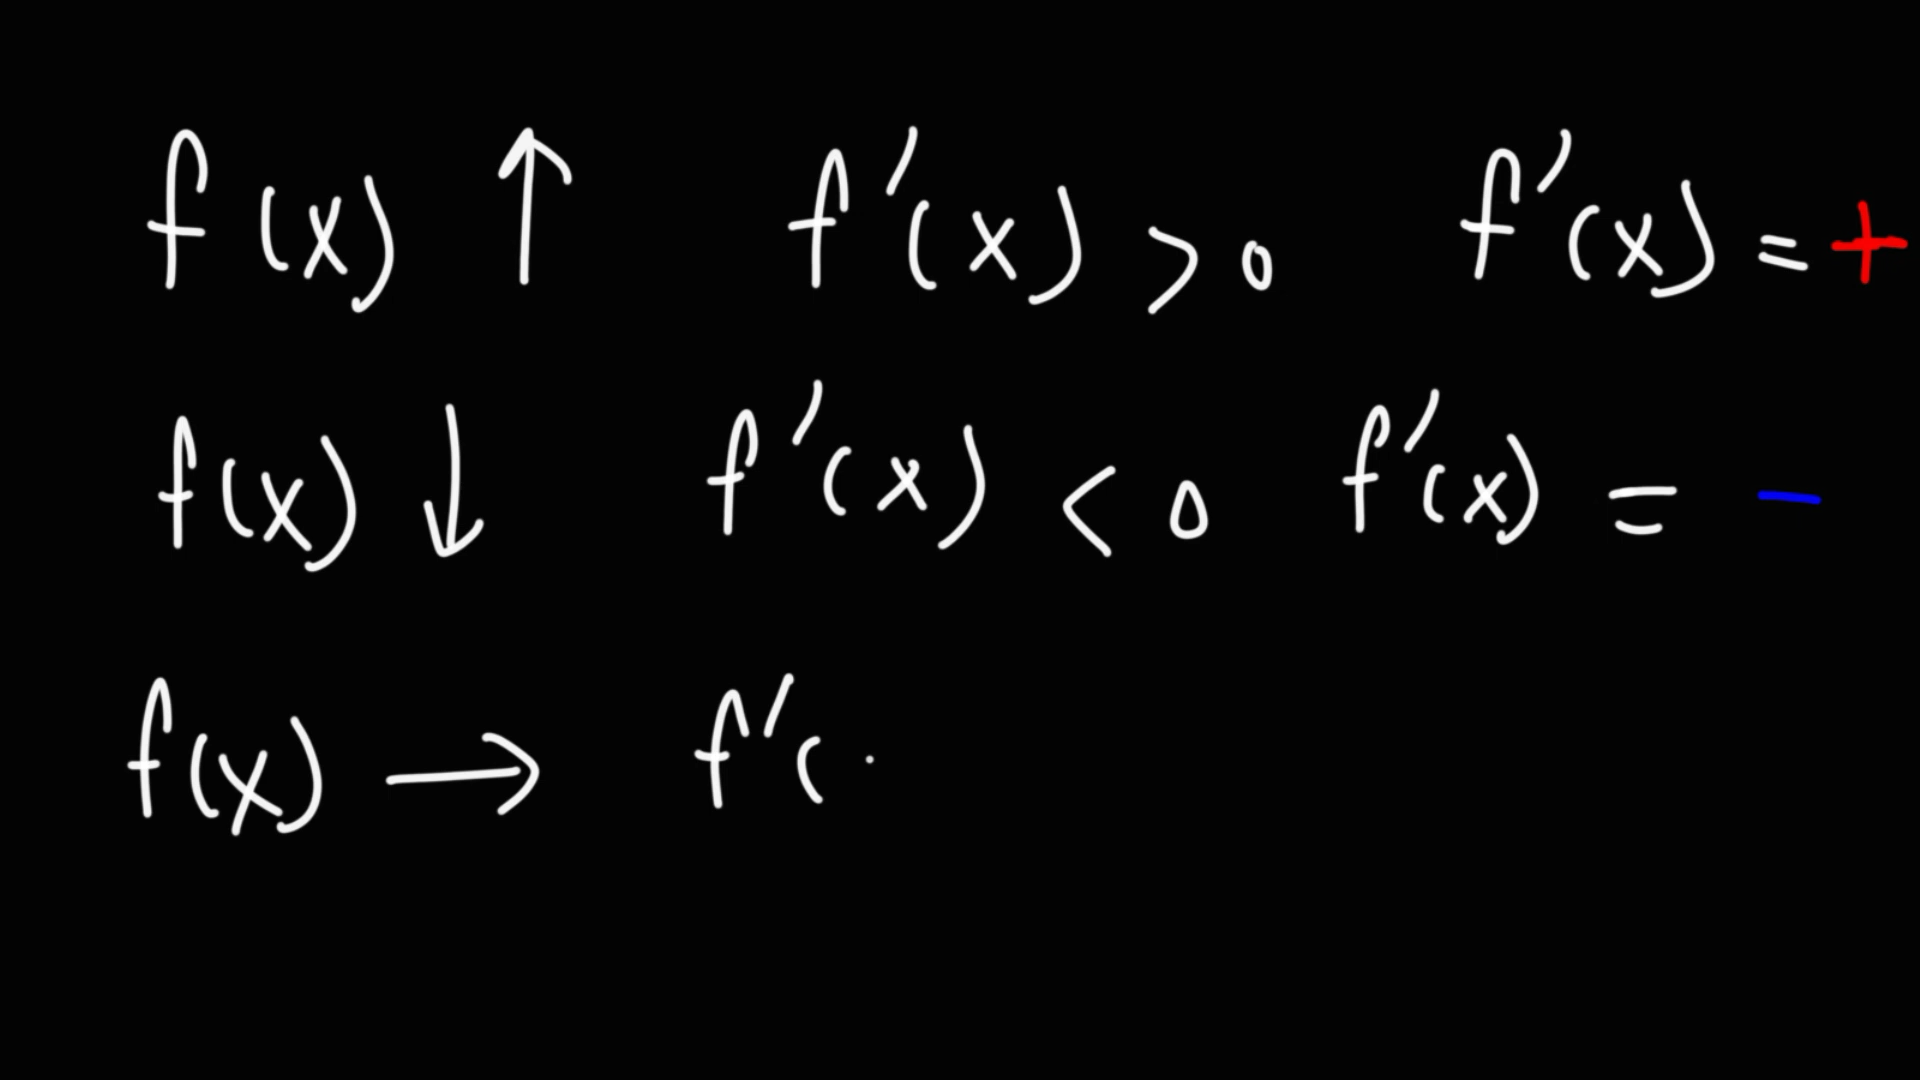 f(x) ↑ f'(x) > 0 f'(x) = +
f(x) ↓ f'(x) < 0 f'(x) = -
f(x) → f'(